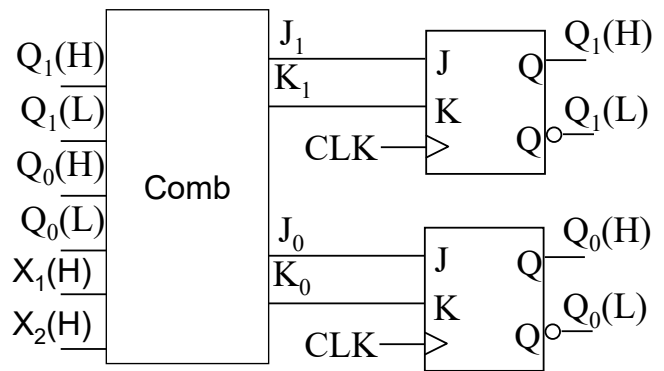 Q₁(H)
Q₁(L)
Q₀(H)
Q₀(L)
X₁(H)
X₂(H)
Comb
J₁
K₁
J₀
K₀
J
K
CLK
Q
Q
Q₁(H)
Q₁(L)
J
K
CLK
Q
Q
Q₀(H)
Q₀(L)